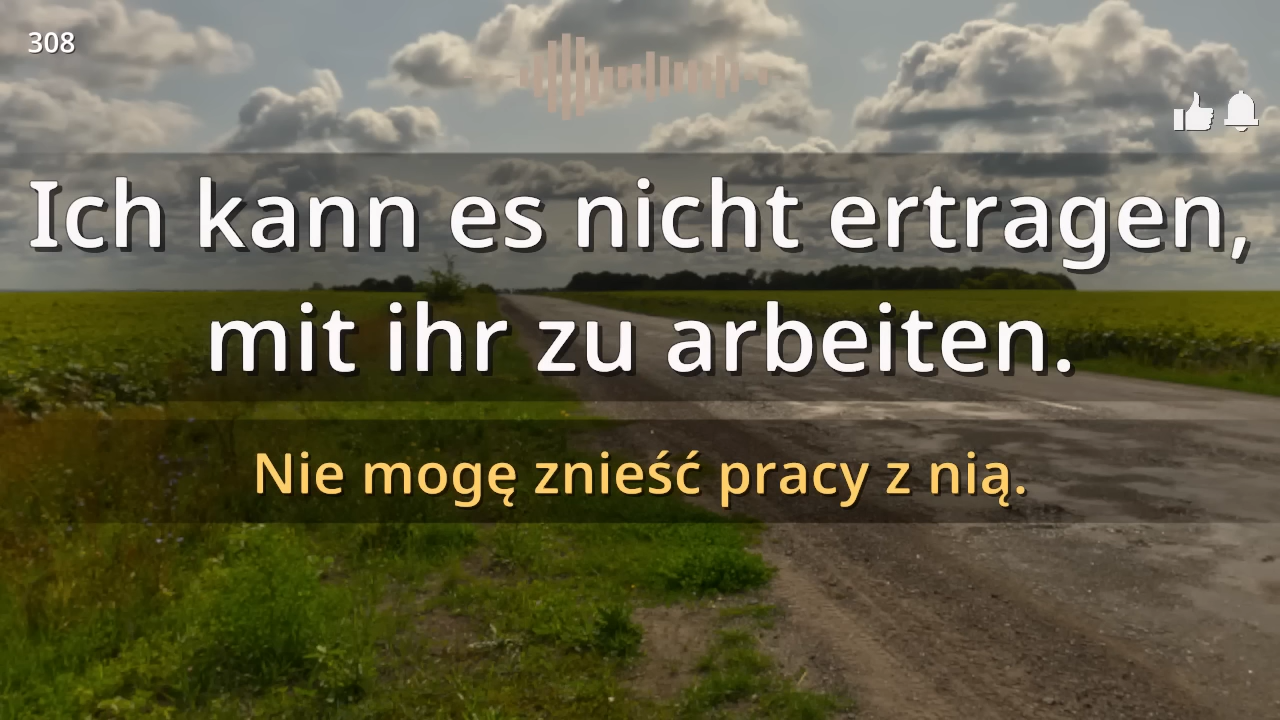 308
Ich kann es nicht ertragen,
mit ihr zu arbeiten.
Nie mogę znieść pracy z nią.